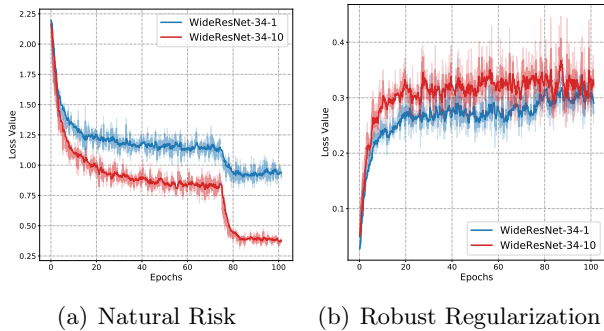 2.25
2.00
1.75
1.50
1.25
1.00
0.75
0.50
0.25
Loss Value
WideResNet-34-1
WideResNet-34-10
0 20 40 60 80 100
Epochs
(a) Natural Risk
0.4
0.3
0.2
0.1
Loss Value
WideResNet-34-1
WideResNet-34-10
0 20 40 60 80 100
Epochs
(b) Robust Regularization